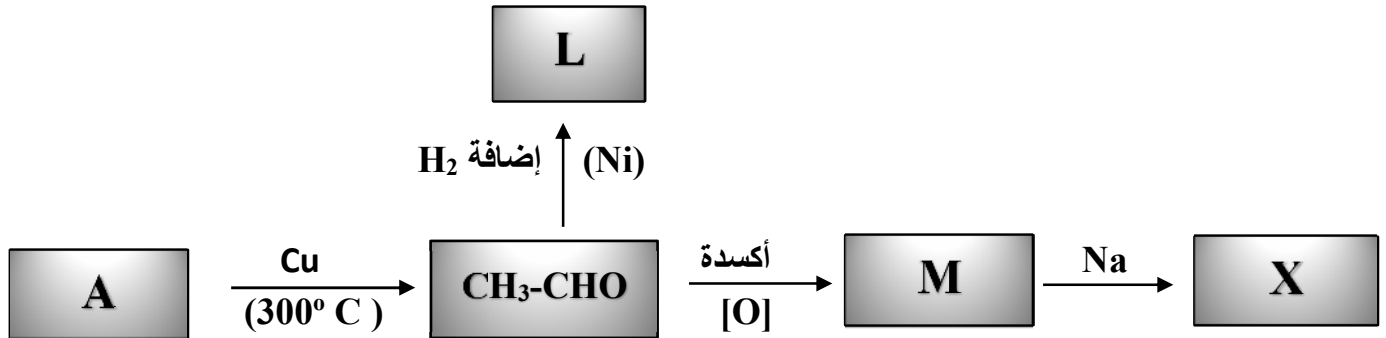 L
إضافة H₂ (Ni)
A Cu (300º C ) CH₃-CHO أكسدة [O] M Na X